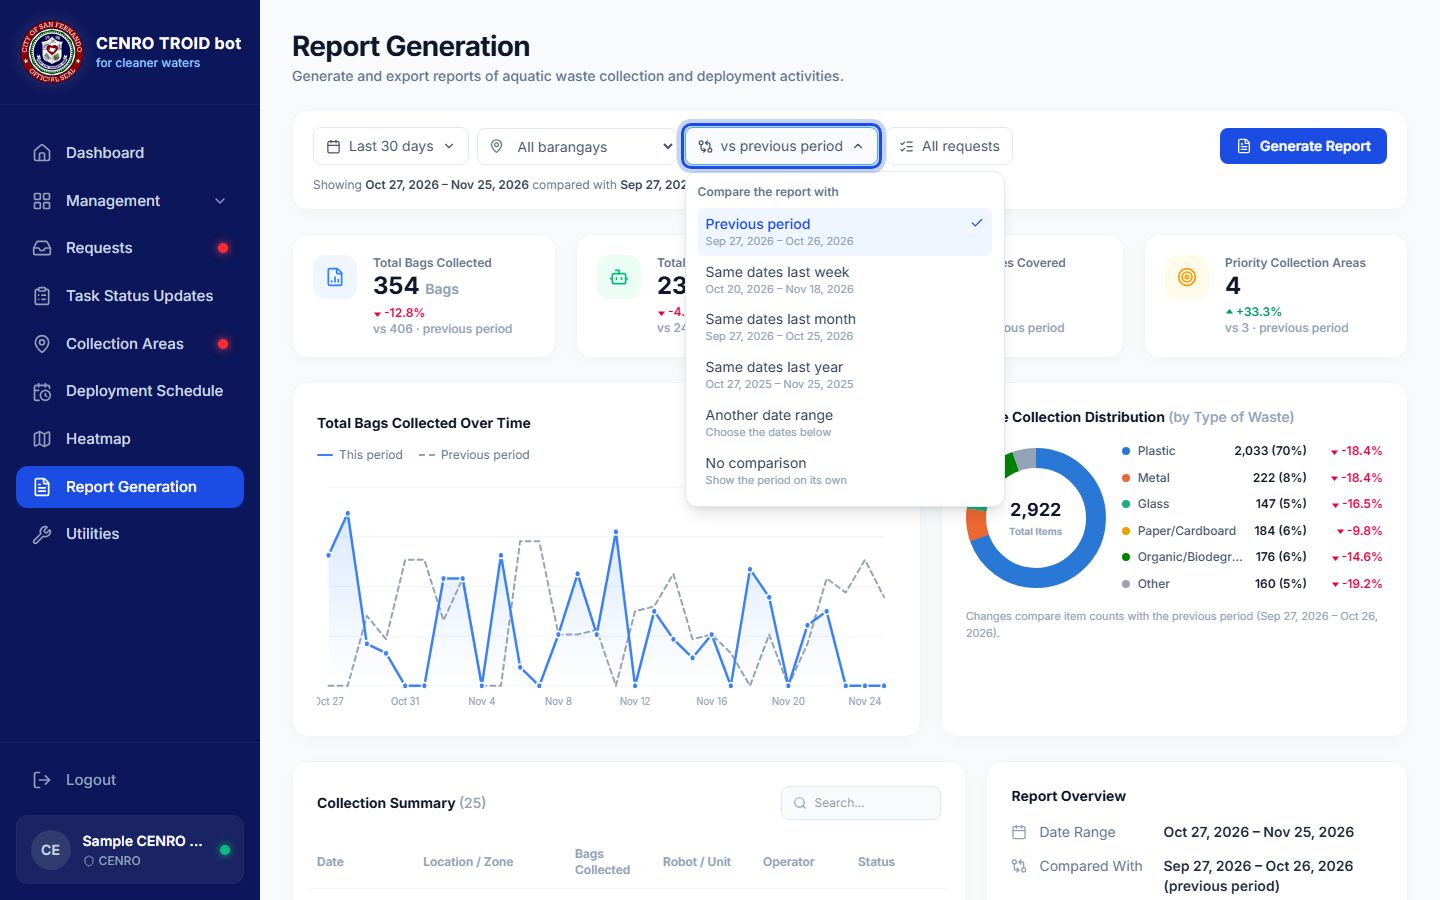 CITY OF SAN FERNANDO
OFFICIAL SEAL
CENRO TROID bot
for cleaner waters
Dashboard
Management
Requests
Task Status Updates
Collection Areas
Deployment Schedule
Heatmap
Report Generation
Utilities
Logout
CE
Sample CENRO ...
CENRO
Report Generation
Generate and export reports of aquatic waste collection and deployment activities.
Last 30 days
All barangays
vs previous period
All requests
Generate Report
Showing Oct 27, 2026 – Nov 25, 2026 compared with Sep 27, 202
Compare the report with
Previous period
Sep 27, 2026 – Oct 26, 2026
Same dates last week
Oct 20, 2026 – Nov 18, 2026
Same dates last month
Sep 27, 2026 – Oct 25, 2026
Same dates last year
Oct 27, 2025 – Nov 25, 2025
Another date range
Choose the dates below
No comparison
Show the period on its own
Total Bags Collected
354 Bags
-12.8%
vs 406 · previous period
Total
23
-4.
vs 24
s Covered
ous period
Priority Collection Areas
4
+33.3%
vs 3 · previous period
Total Bags Collected Over Time
This period
Previous period
Oct 27
Oct 31
Nov 4
Nov 8
Nov 12
Nov 16
Nov 20
Nov 24
e Collection Distribution (by Type of Waste)
2,922
Total Items
Plastic 2,033 (70%) -18.4%
Metal 222 (8%) -18.4%
Glass 147 (5%) -16.5%
Paper/Cardboard 184 (6%) -9.8%
Organic/Biodegr... 176 (6%) -14.6%
Other 160 (5%) -19.2%
Changes compare item counts with the previous period (Sep 27, 2026 – Oct 26,
2026).
Collection Summary (25)
Search...
Date
Location / Zone
Bags
Collected
Robot / Unit
Operator
Status
Report Overview
Date Range
Oct 27, 2026 – Nov 25, 2026
Compared With
Sep 27, 2026 – Oct 26, 2026
(previous period)